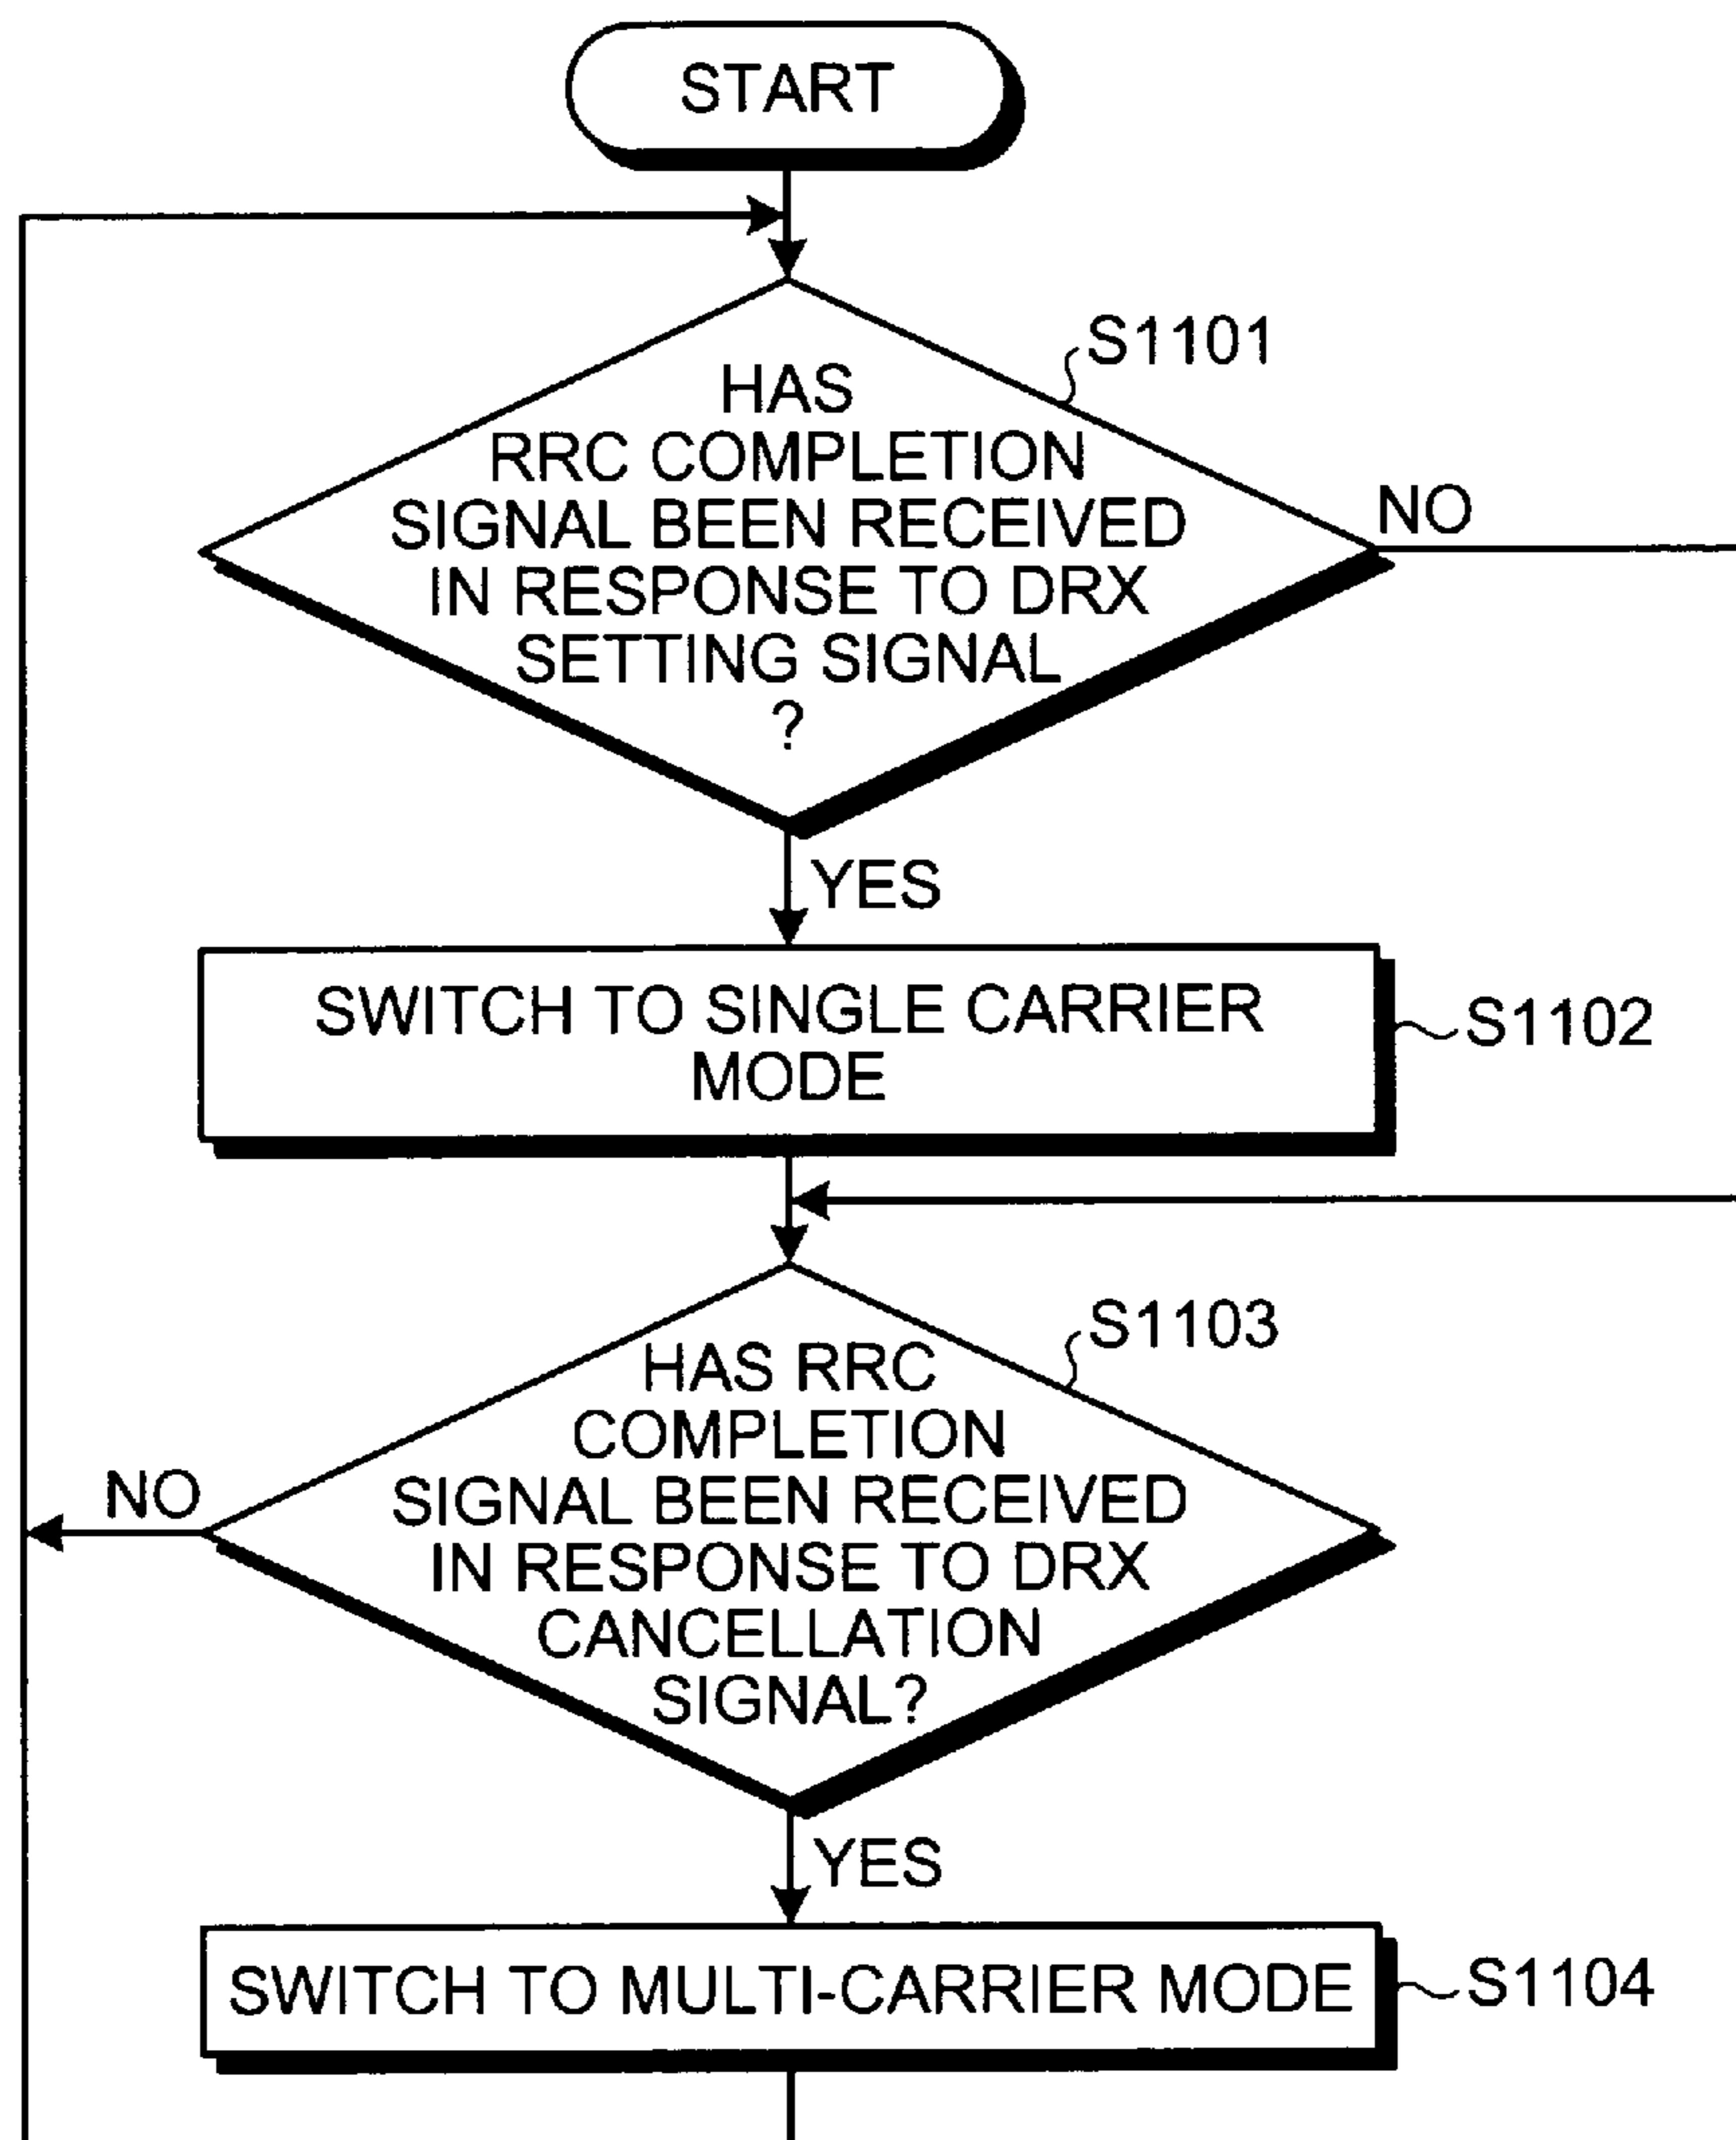 START
S1101
HAS
RRC COMPLETION
SIGNAL BEEN RECEIVED
IN RESPONSE TO DRX
SETTING SIGNAL
?
NO
YES
SWITCH TO SINGLE CARRIER
MODE
S1102
S1103
HAS RRC
COMPLETION
SIGNAL BEEN RECEIVED
IN RESPONSE TO DRX
CANCELLATION
SIGNAL?
NO
YES
SWITCH TO MULTI-CARRIER MODE
S1104